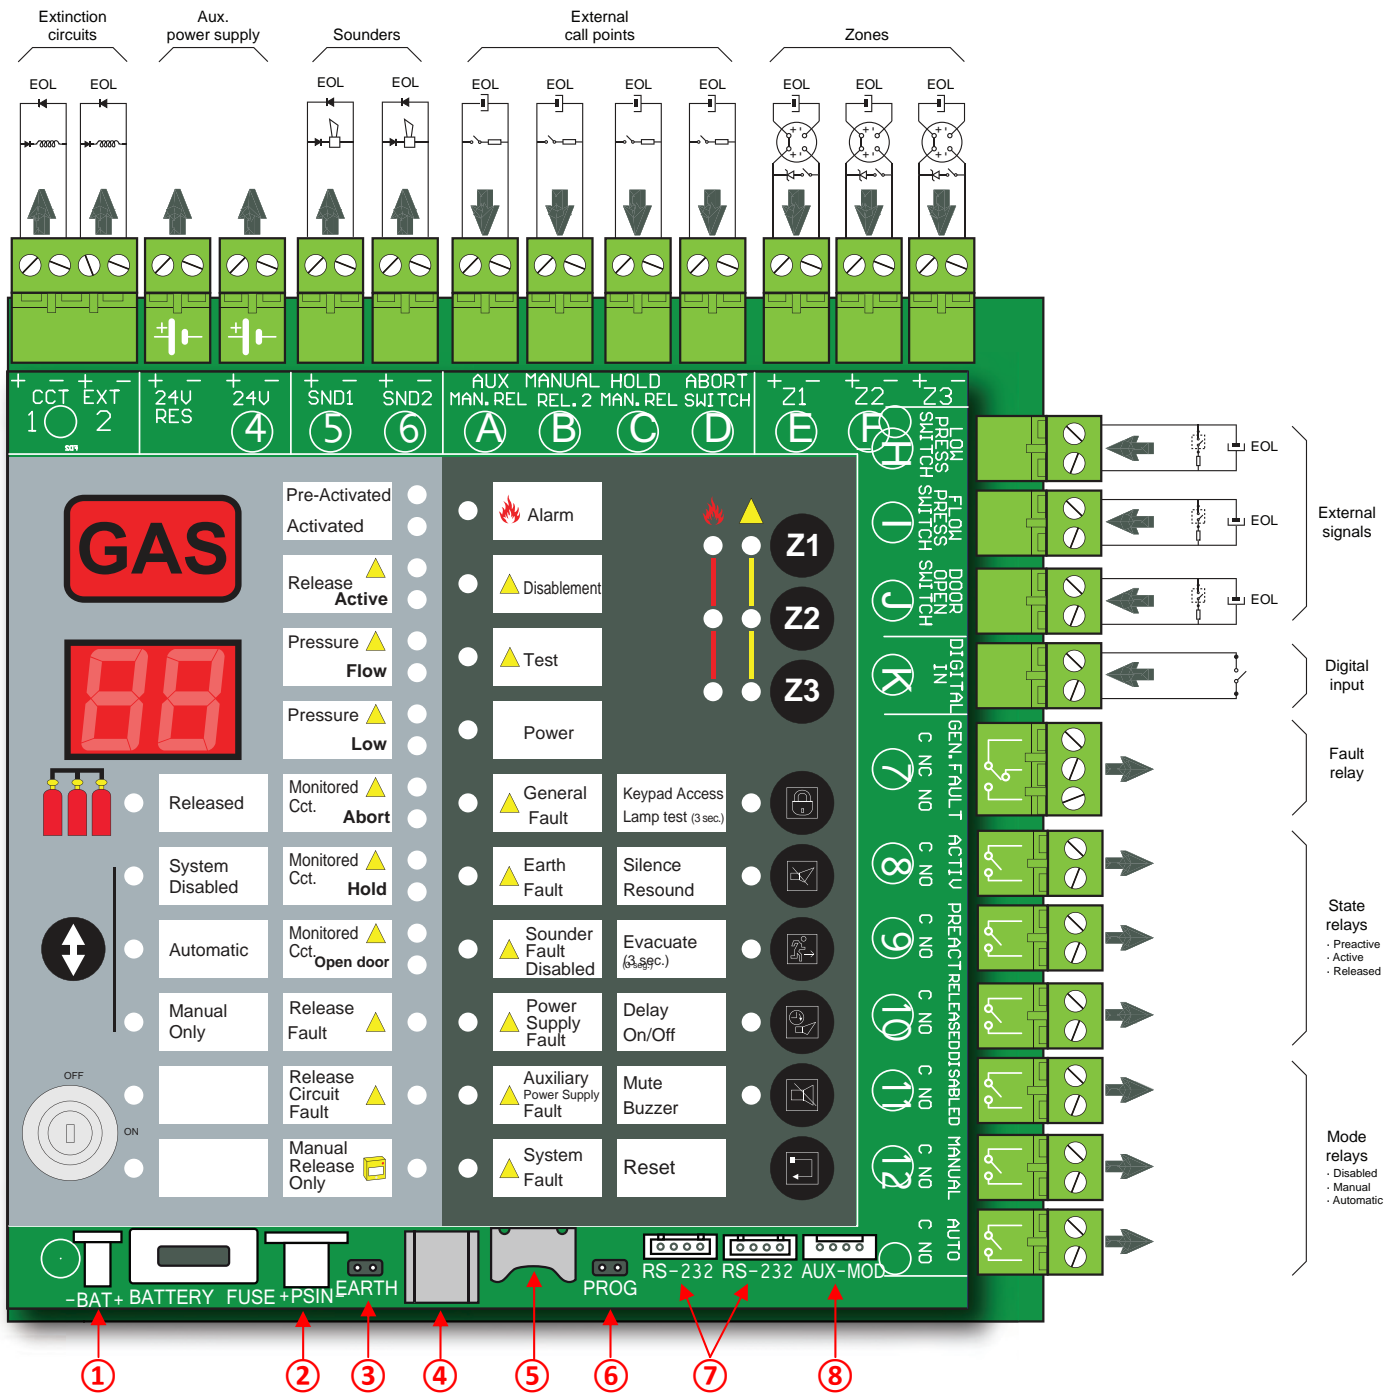 Extinction
circuits
Aux.
power supply
Sounders
External
call points
Zones
EOL EOL EOL EOL EOL EOL EOL EOL EOL EOL EOL
+ - + -
CCT EXT
1 2
+ -
24V
RES
+ -
24V
4
+ -
SND1
5
+ -
SND2
6
AUX
MAN.REL
A
MANUAL
REL.2
B
HOLD
MAN.REL
C
ABORT
SWITCH
D
+ -
Z1
E
+ -
Z2
F
+ -
Z3
LOW
PRESS
SWITCH
H
EOL
FLOW
PRESS
SWITCH
I
EOL
DOOR
OPEN
SWITCH
J
EOL
External
signals
DIGITAL
IN
K
Digital
input
GEN.FAULT
C NC NO
7
Fault
relay
ACTIV
C NO
8
PREACT
C NO
9
RELEASED
C NO
10
State
relays
· Preactive
· Active
· Released
DISABLED
C NO
11
MANUAL
C NO
12
AUTO
C NO
Mode
relays
· Disabled
· Manual
· Automatic
GAS
88
Pre-Activated
Activated
Release
Active
Pressure
Flow
Pressure
Low
Monitored
Cct.
Abort
Monitored
Cct.
Hold
Monitored
Cct.
Open door
Release
Fault
Release
Circuit
Fault
Manual
Release
Only
Released
System
Disabled
Automatic
Manual
Only
OFF
ON
Alarm
Disablement
Test
Power
General
Fault
Earth
Fault
Sounder
Fault
Disabled
Power
Supply
Fault
Auxiliary
Power Supply
Fault
System
Fault
Z1
Z2
Z3
Keypad Access
Lamp test (3 sec.)
Silence
Resound
Evacuate
(3 sec.)
(3 seg.)
Delay
On/Off
Mute
Buzzer
Reset
-BAT+
BATTERY FUSE
+PSIN-
EARTH
PROG
RS-232
RS-232
AUX-MOD
1 2 3 4 5 6 7 8